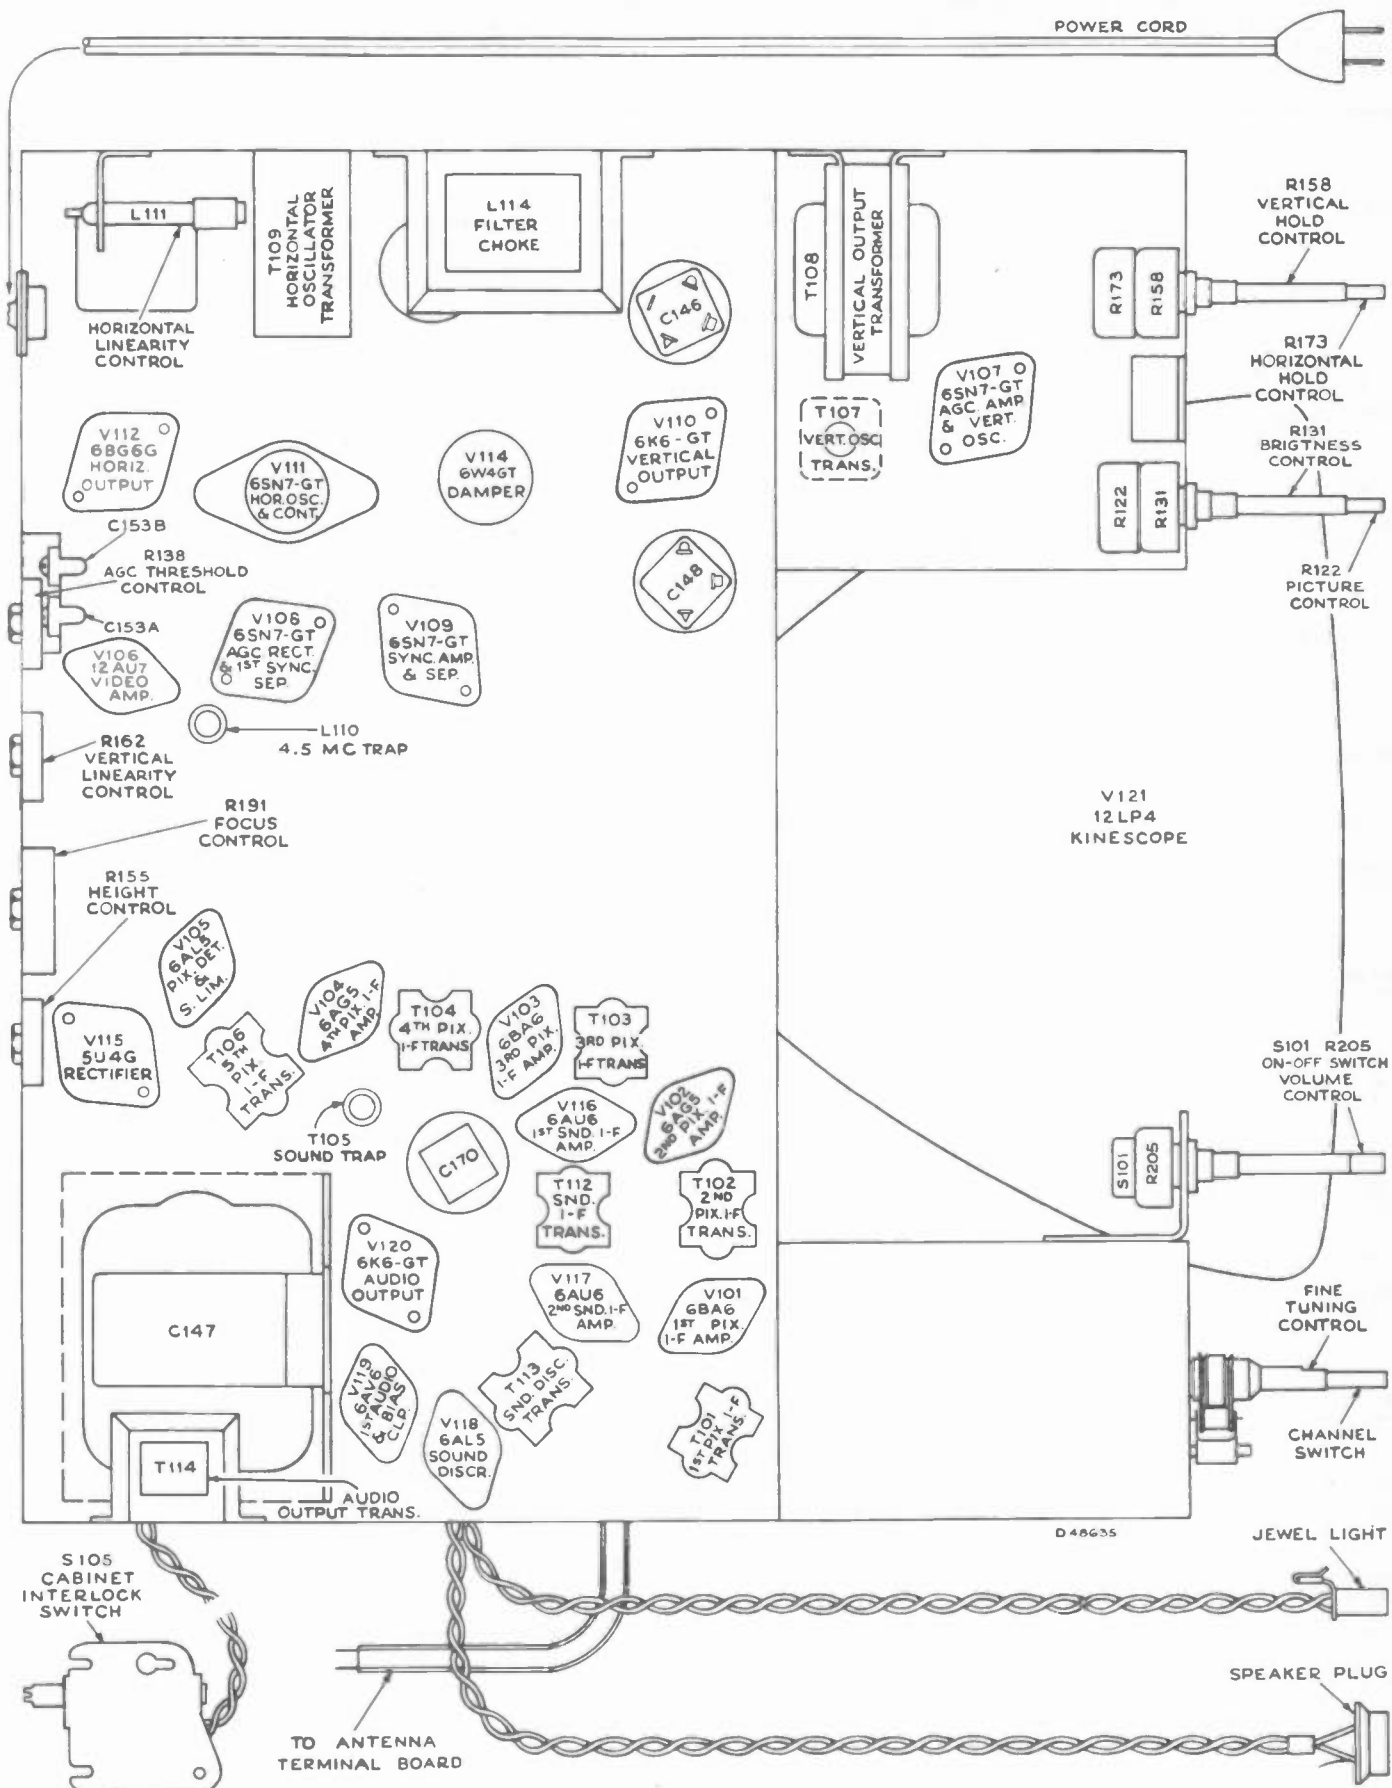 POWER CORD
L111
HORIZONTAL
LINEARITY
CONTROL
T109
HORIZONTAL
OSCILLATOR
TRANSFORMER
L114
FILTER
CHOKE
C146
T108
VERTICAL OUTPUT
TRANSFORMER
R173
R158
R158
VERTICAL
HOLD
CONTROL
R173
HORIZONTAL
HOLD
CONTROL
V112
6BG6G
HORIZ.
OUTPUT
V111
6SN7-GT
HOR.OSC.
& CONT.
V114
6W4GT
DAMPER
V110
6K6-GT
VERTICAL
OUTPUT
T107
VERT.OSC
TRANS.
V107
6SN7-GT
AGC AMP
& VERT.
OSC.
R131
BRIGTNESS
CONTROL
R122
R131
R122
PICTURE
CONTROL
C153B
R138
AGC THRESHOLD
CONTROL
C153A
C148
V106
12AU7
VIDEO
AMP.
V108
6SN7-GT
AGC RECT.
& 1ST SYNC.
SEP.
V109
6SN7-GT
SYNC. AMP.
& SEP.
L110
4.5 MC TRAP
R162
VERTICAL
LINEARITY
CONTROL
R191
FOCUS
CONTROL
V121
12LP4
KINESCOPE
R155
HEIGHT
CONTROL
V105
6AL5
PIX. DET.
&
S. LIM.
V104
6AG5
4TH PIX. I-F
AMP.
T104
4TH PIX.
I-F TRANS
V103
6BA6
3RD PIX.
I-F AMP.
T103
3RD PIX.
I-F TRANS
V115
5U4G
RECTIFIER
T106
5TH
PIX
I-F
TRANS.
T105
SOUND TRAP
V116
6AU6
1ST SND. I-F
AMP.
V102
6AG5
2ND PIX. I-F
AMP.
S101 R205
ON-OFF SWITCH
VOLUME
CONTROL
S101
R205
C170
T112
SND.
I-F
TRANS.
T102
2ND
PIX. I-F
TRANS.
V120
6K6-GT
AUDIO
OUTPUT
V117
6AU6
2ND SND. I-F
AMP.
V101
6BA6
1ST PIX.
I-F AMP.
FINE
TUNING
CONTROL
C147
V119
6AV6
1ST AUDIO
& BIAS
CLP.
T113
SND. DISC.
TRANS.
V118
6AL5
SOUND
DISCR.
T101
1ST PIX. I-F
TRANS.
CHANNEL
SWITCH
T114
AUDIO
OUTPUT TRANS.
D48635
JEWEL LIGHT
S105
CABINET
INTERLOCK
SWITCH
TO ANTENNA
TERMINAL BOARD
SPEAKER PLUG